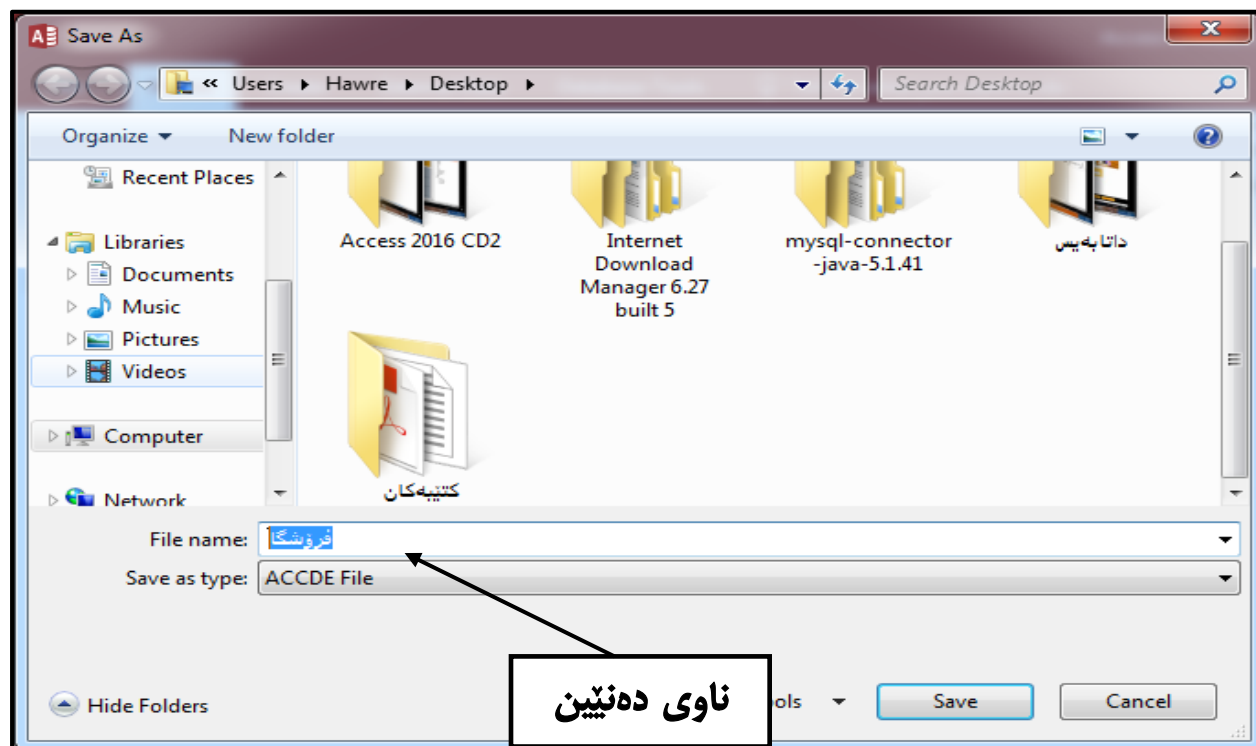 Save As
« Users ▸ Hawre ▸ Desktop ▸
Search Desktop
Organize
New folder
Recent Places
Libraries
Documents
Music
Pictures
Videos
Computer
Network
Access 2016 CD2
Internet
Download
Manager 6.27
built 5
mysql-connector
-java-5.1.41
داتابەیس
کتێبەکان
File name: فرۆشگا
Save as type: ACCDE File
ناوی دەنێین
Hide Folders
ols
Save
Cancel